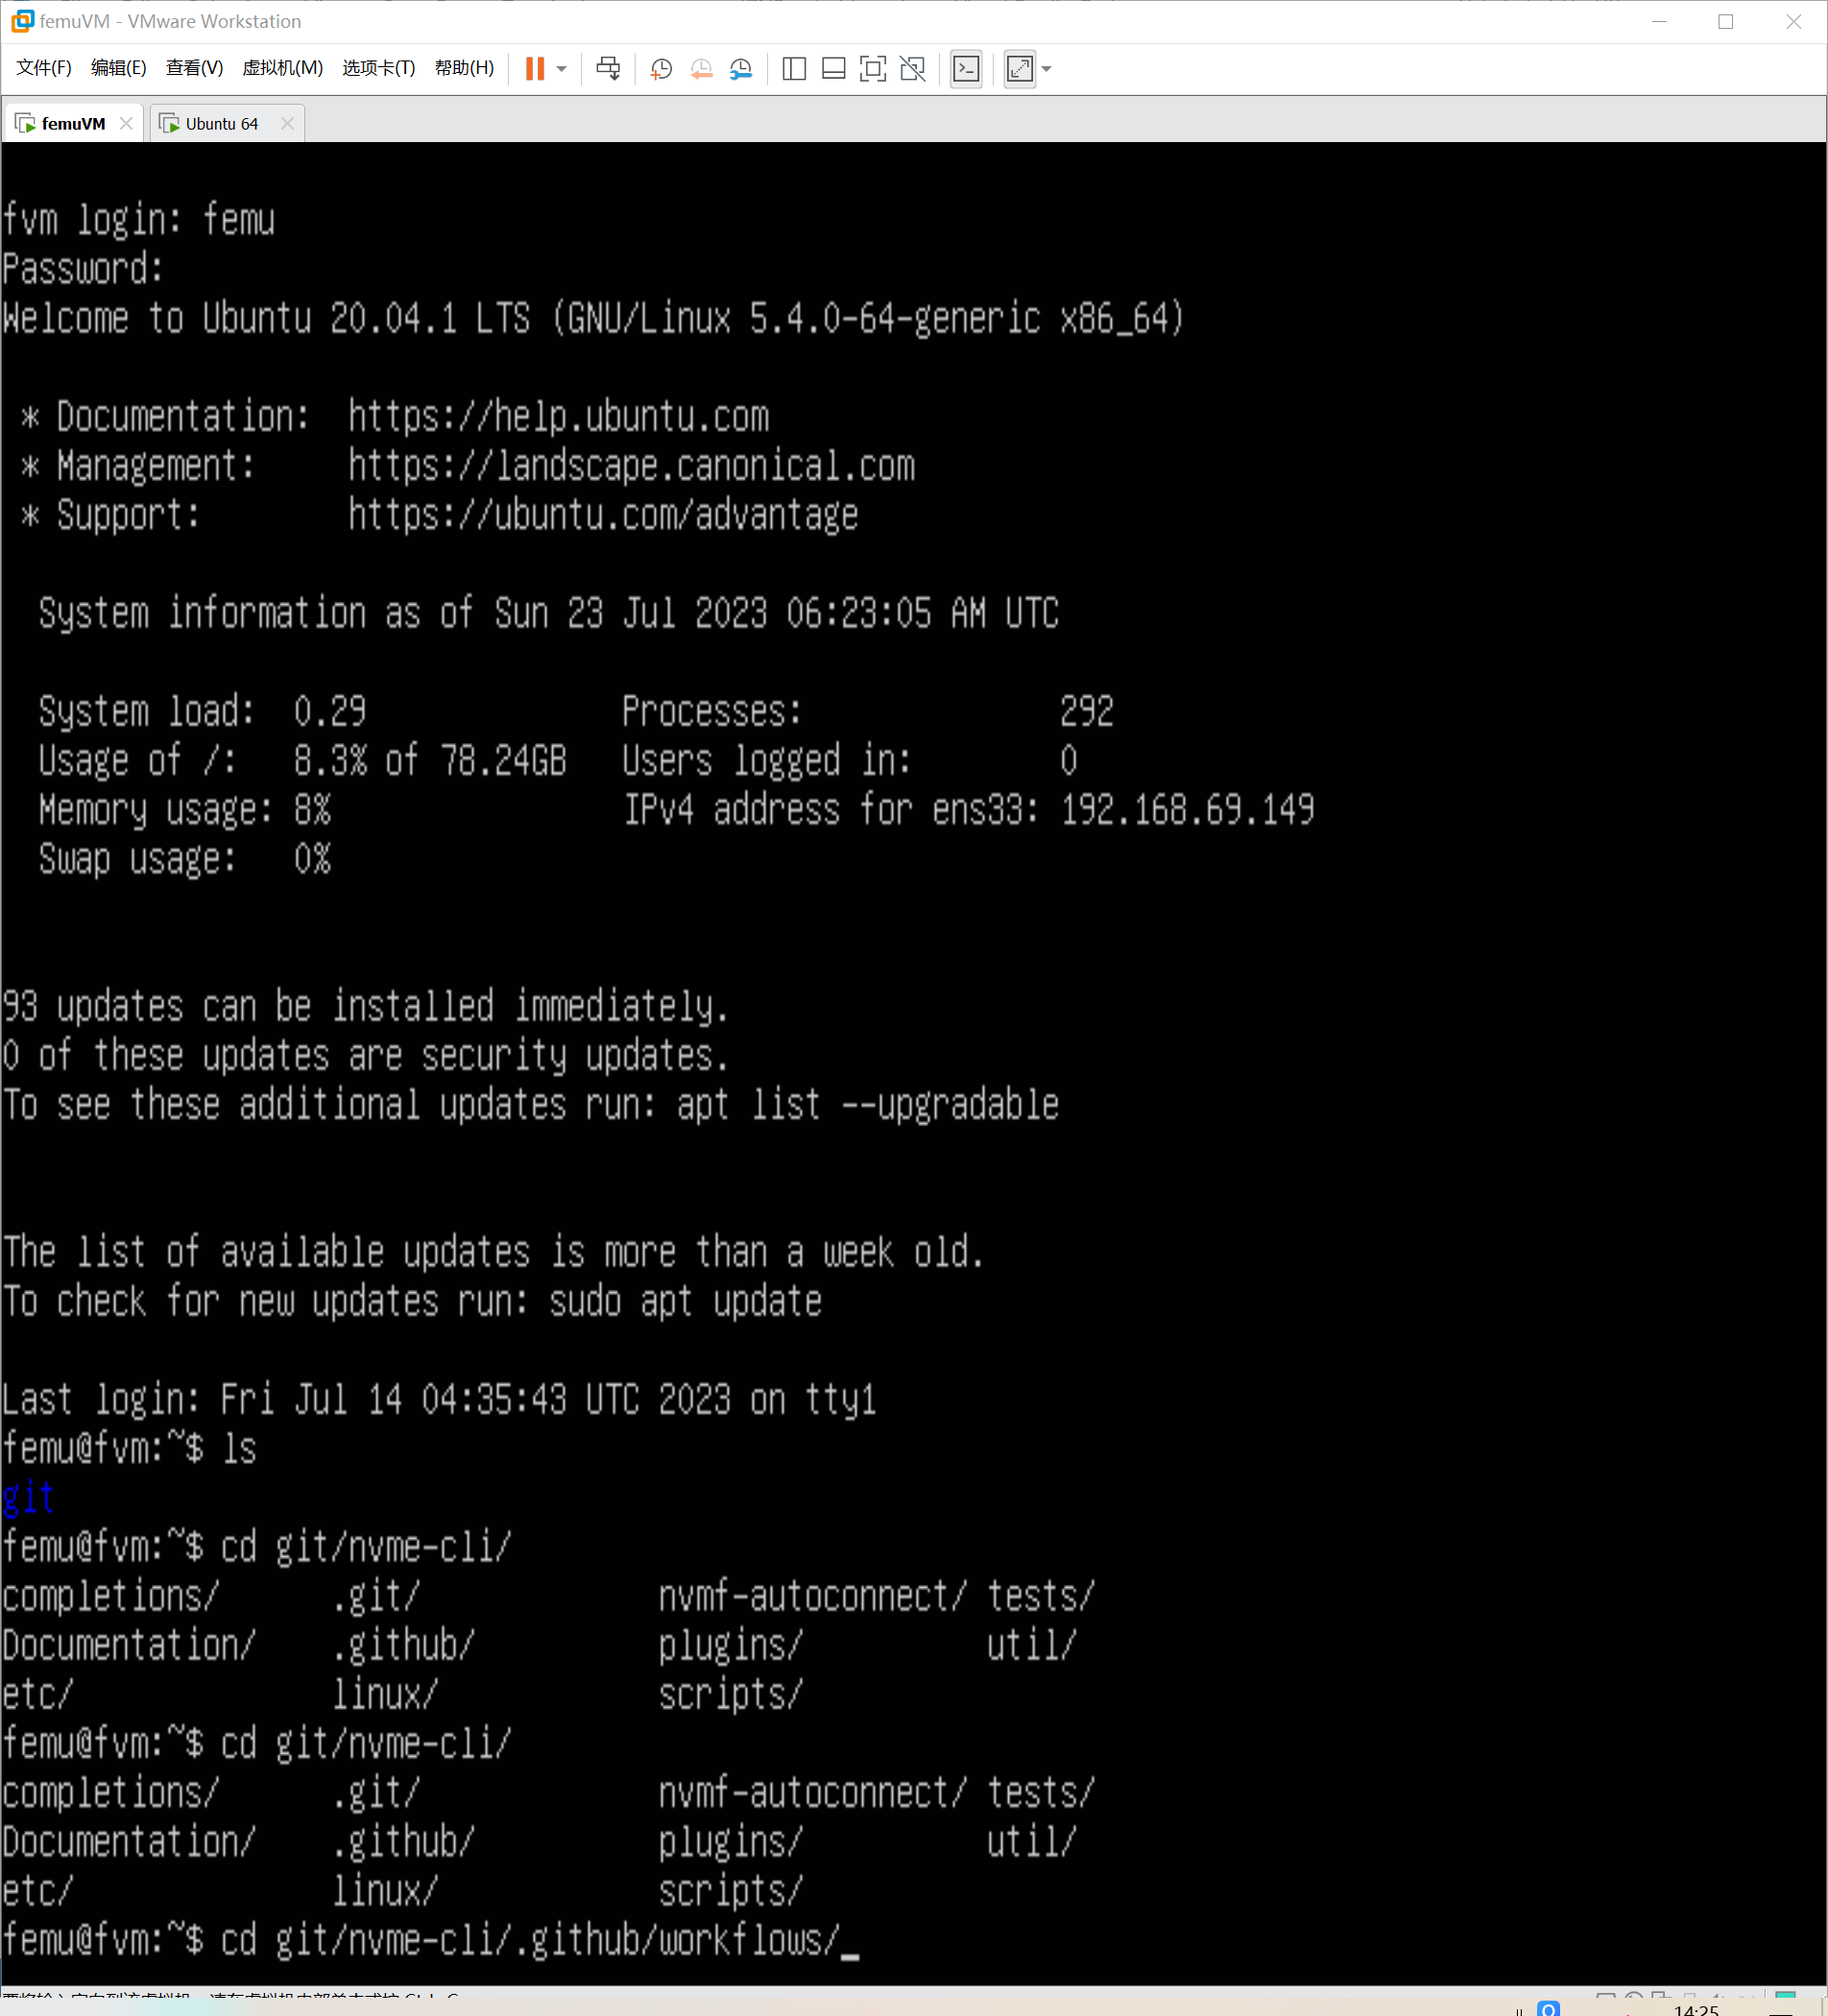 femuVM - VMware Workstation
文件(F) 编辑(E) 查看(V) 虚拟机(M) 选项卡(T) 帮助(H)
femuVM Ubuntu 64
fvm login: femu
Password:
Welcome to Ubuntu 20.04.1 LTS (GNU/Linux 5.4.0-64-generic x86_64)
* Documentation: https://help.ubuntu.com
* Management: https://landscape.canonical.com
* Support: https://ubuntu.com/advantage
System information as of Sun 23 Jul 2023 06:23:05 AM UTC
System load: 0.29 Processes: 292
Usage of /: 8.3% of 78.24GB Users logged in: 0
Memory usage: 8% IPv4 address for ens33: 192.168.69.149
Swap usage: 0%
93 updates can be installed immediately.
0 of these updates are security updates.
To see these additional updates run: apt list --upgradable
The list of available updates is more than a week old.
To check for new updates run: sudo apt update
Last login: Fri Jul 14 04:35:43 UTC 2023 on tty1
femu@fvm:~$ ls
git
femu@fvm:~$ cd git/nvme-cli/
completions/ .git/ nvmf-autoconnect/ tests/
Documentation/ .github/ plugins/ util/
etc/ linux/ scripts/
femu@fvm:~$ cd git/nvme-cli/
completions/ .git/ nvmf-autoconnect/ tests/
Documentation/ .github/ plugins/ util/
etc/ linux/ scripts/
femu@fvm:~$ cd git/nvme-cli/.github/workflows/_
14:25